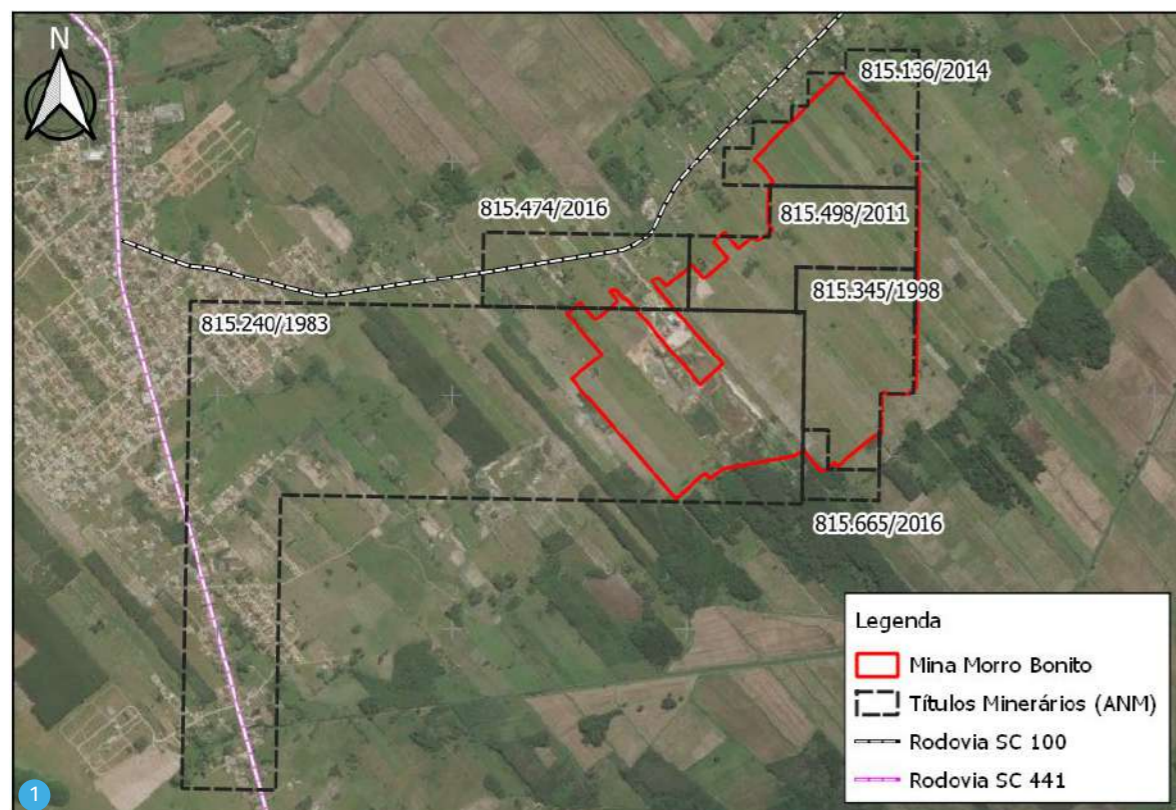 N
815.136/2014
815.474/2016
815.498/2011
815.345/1998
815.240/1983
815.665/2016
Legenda
Mina Morro Bonito
Títulos Minerários (ANM)
Rodovia SC 100
Rodovia SC 441
1